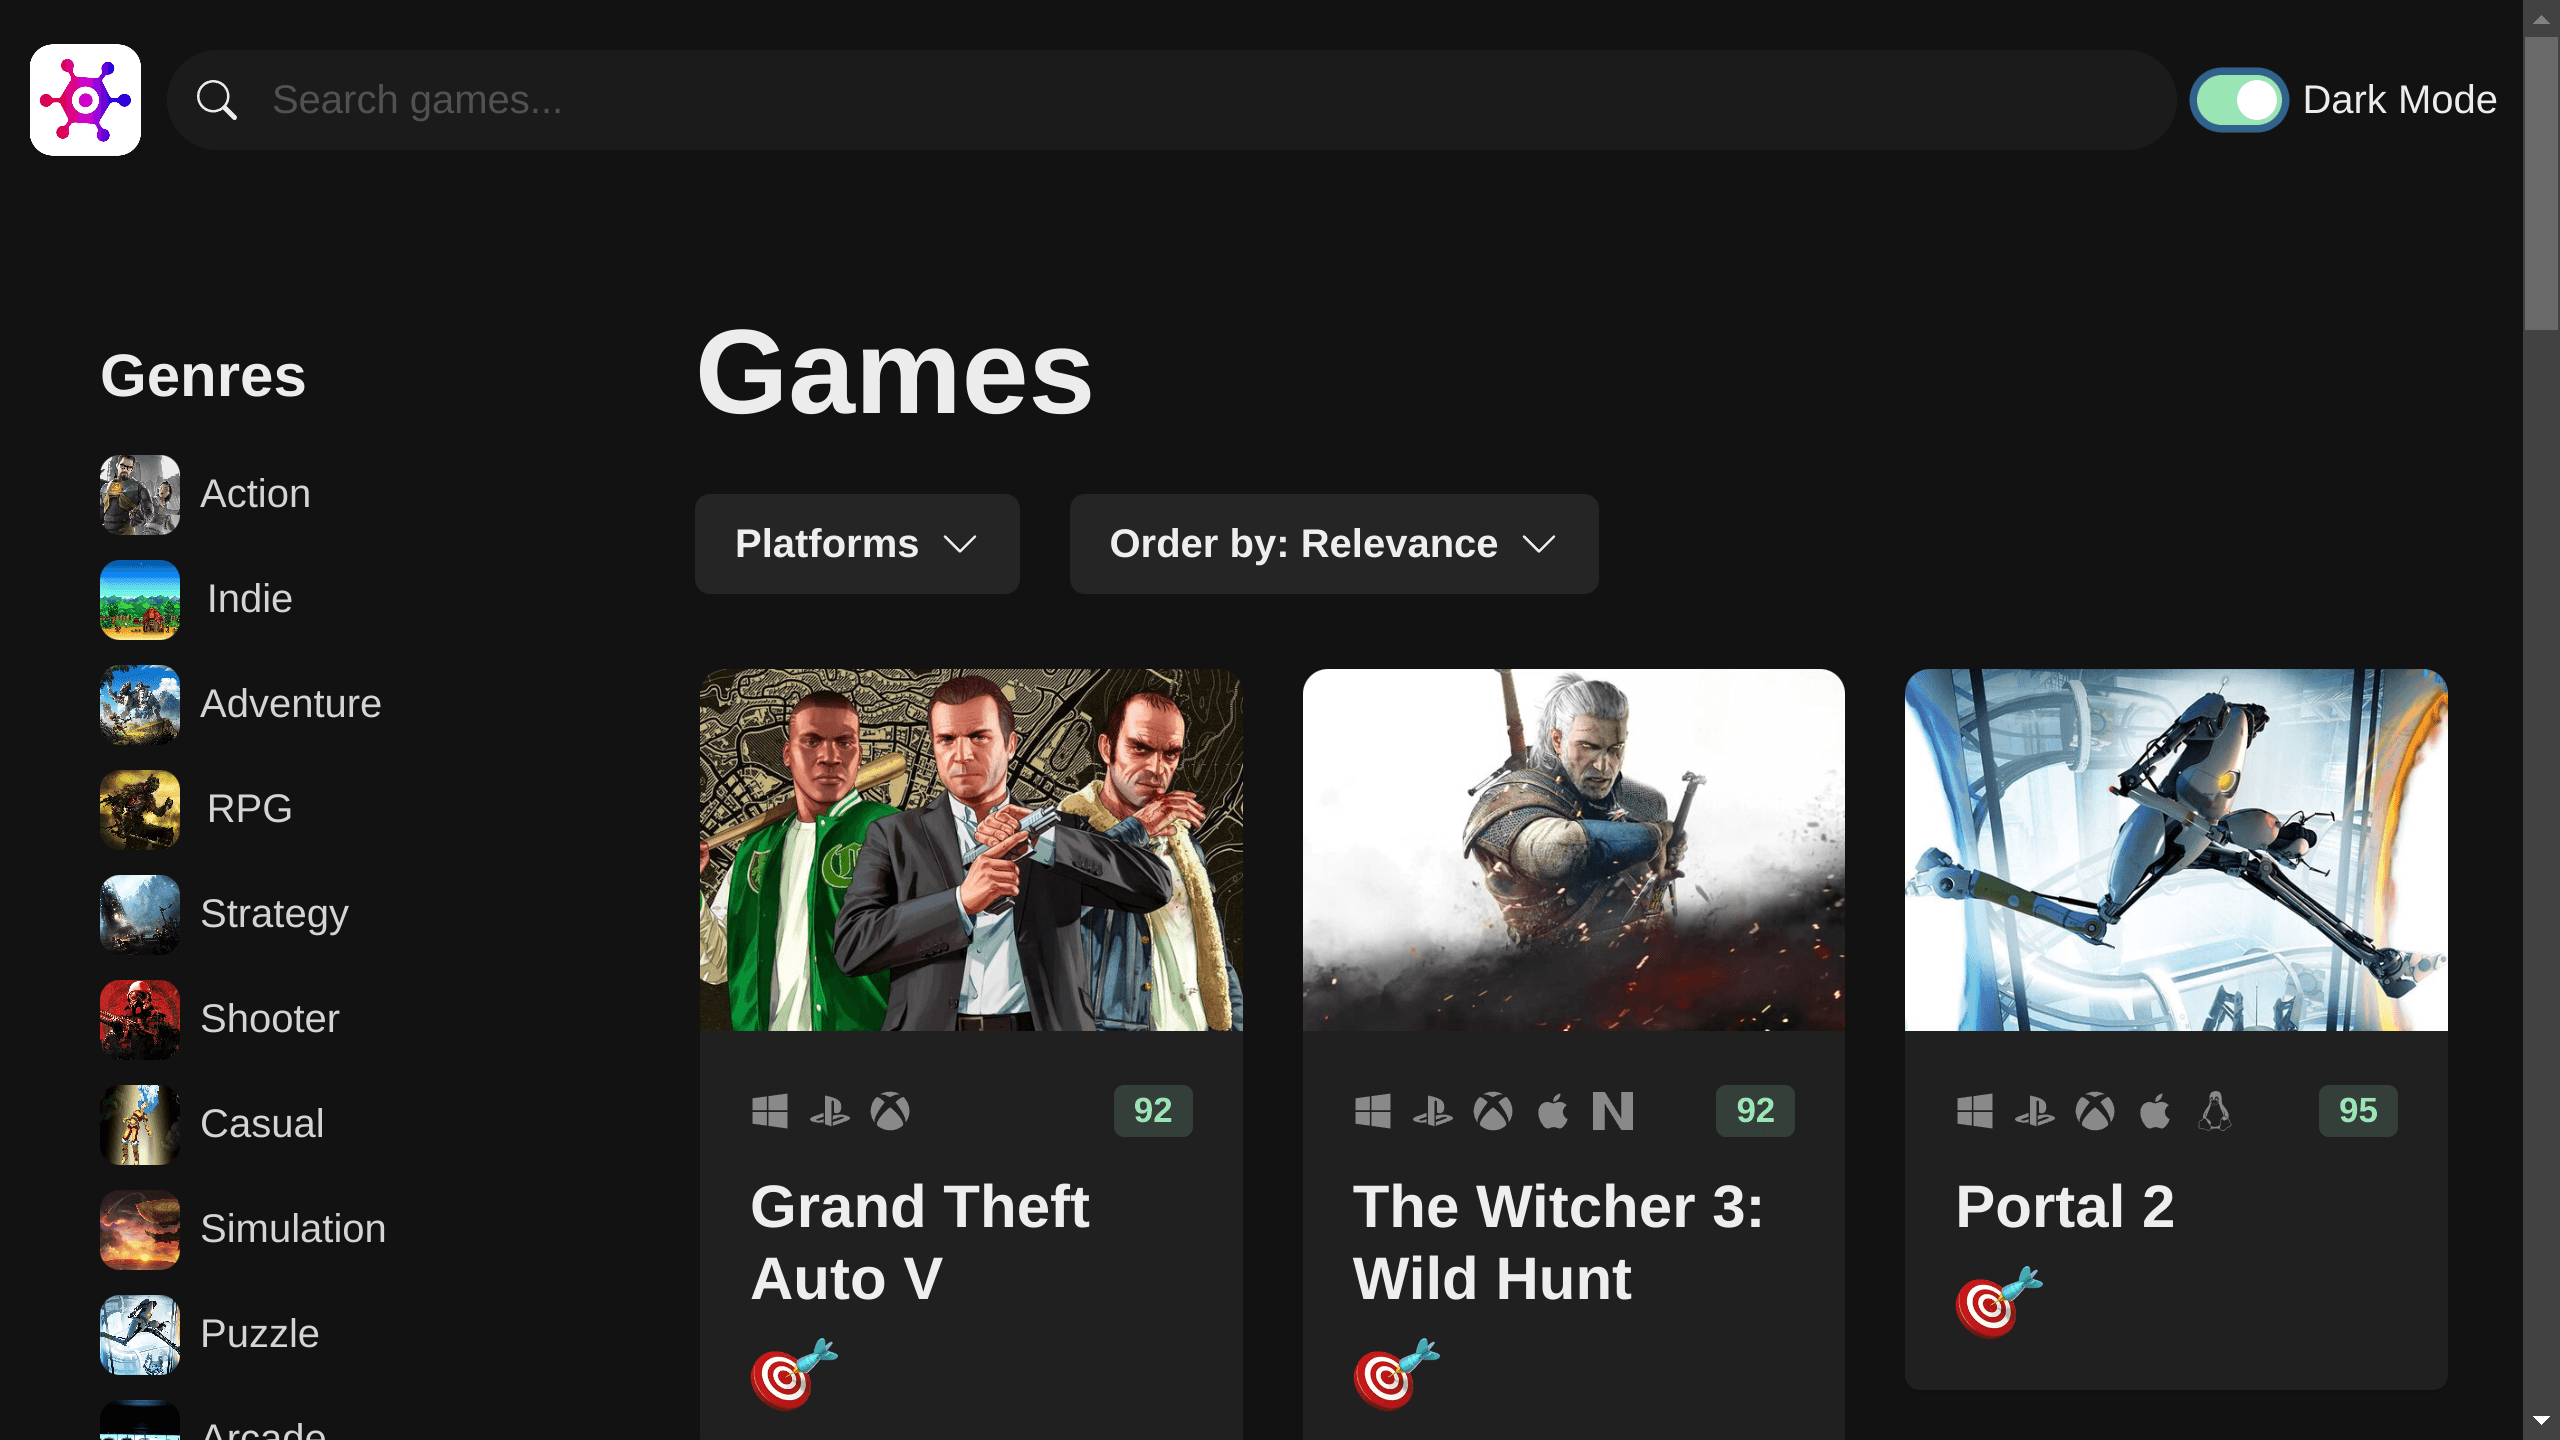 Search games...
Dark Mode
Genres
Action
Indie
Adventure
RPG
Strategy
Shooter
Casual
Simulation
Puzzle
Arcade
Games
Platforms
Order by: Relevance
92
Grand Theft
Auto V
92
The Witcher 3:
Wild Hunt
95
Portal 2